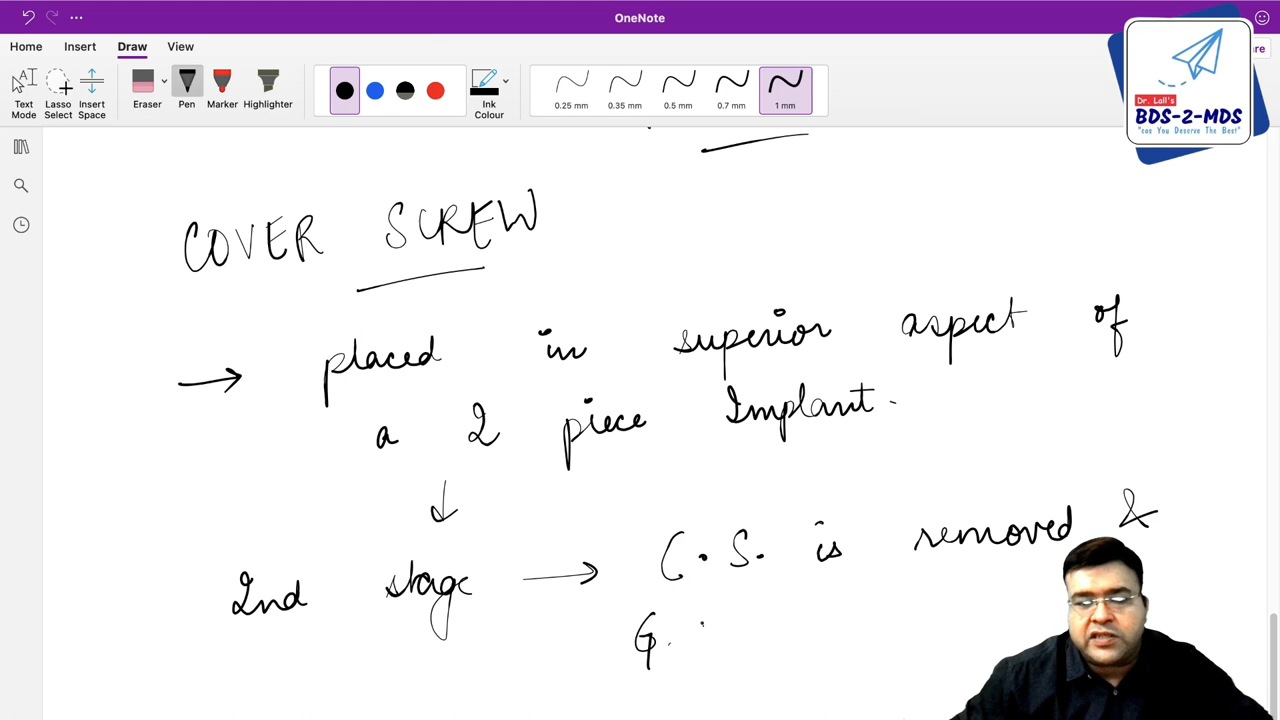 OneNote
Home Insert Draw View
Text Mode
Lasso Select
Insert Space
Eraser
Pen
Marker
Highlighter
Ink Colour
0.25 mm
0.35 mm
0.5 mm
0.7 mm
1 mm
Dr. Lall's
BDS-2-MDS
"cos You Deserve The Best"
COVER SCREW
→ placed in superior aspect of
a 2 piece Implant.
↓
2nd stage → C.S. is removed &
G.